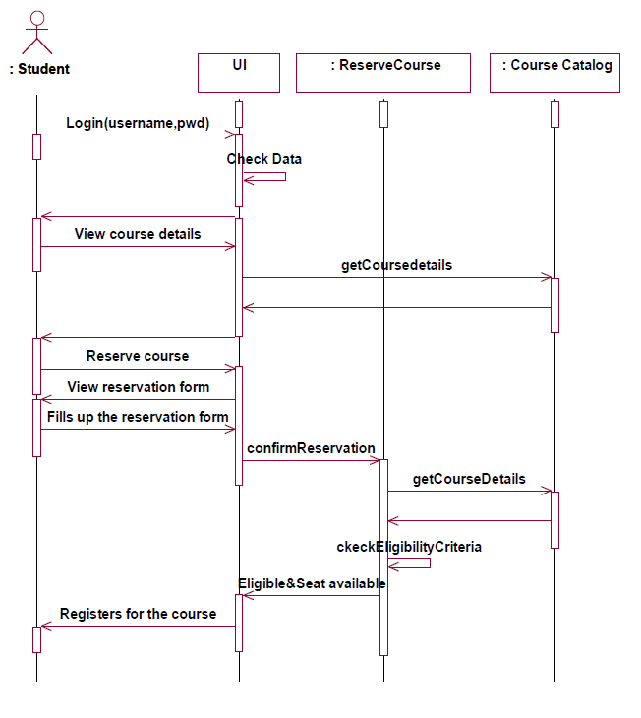 : Student
UI
: ReserveCourse
: Course Catalog
Login(username,pwd)
Check Data
View course details
getCoursedetails
Reserve course
View reservation form
Fills up the reservation form
confirmReservation
getCourseDetails
ckeckEligibilityCriteria
Eligible&Seat available
Registers for the course